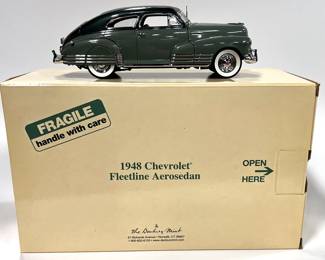 FRAGILE
handle with care
1948 Chevrolet
Fleetline Aerosedan
OPEN
HERE
The Danbury Mint